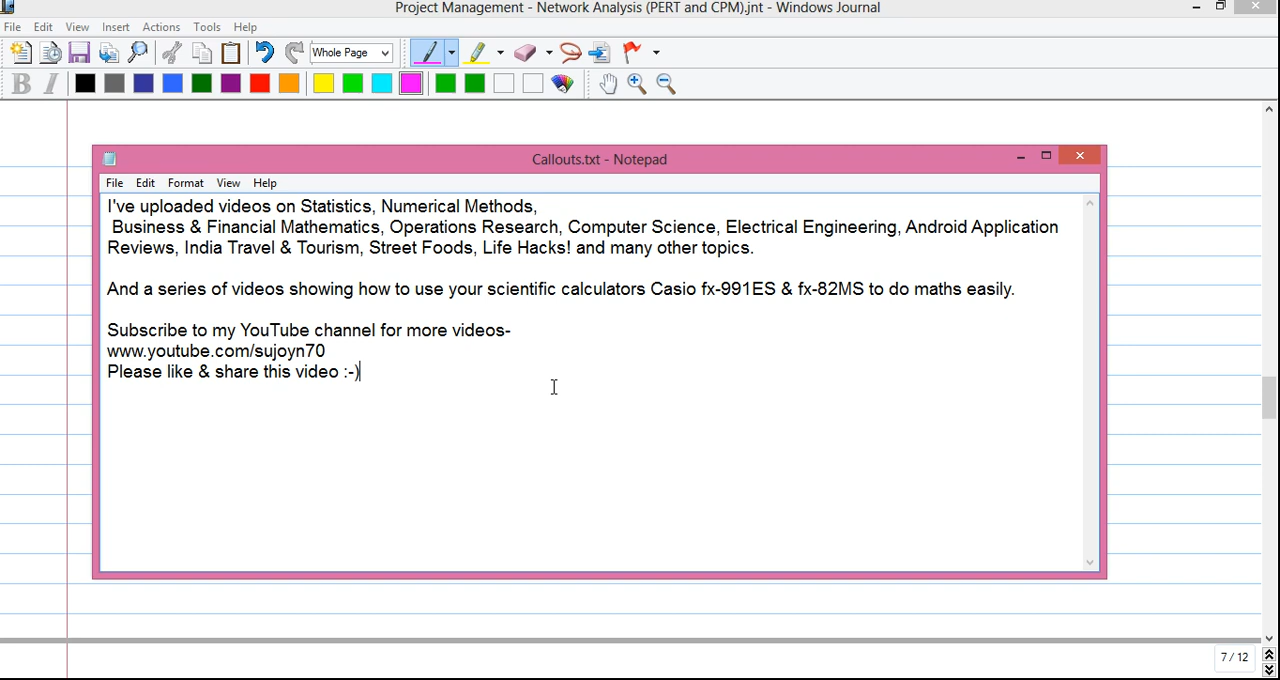 Project Management - Network Analysis (PERT and CPM).jnt - Windows Journal
File Edit View Insert Actions Tools Help
Whole Page
B I
Callouts.txt - Notepad
File Edit Format View Help
I've uploaded videos on Statistics, Numerical Methods,
Business & Financial Mathematics, Operations Research, Computer Science, Electrical Engineering, Android Application
Reviews, India Travel & Tourism, Street Foods, Life Hacks! and many other topics.
And a series of videos showing how to use your scientific calculators Casio fx-991ES & fx-82MS to do maths easily.
Subscribe to my YouTube channel for more videos-
www.youtube.com/sujoyn70
Please like & share this video :-)
7 / 12